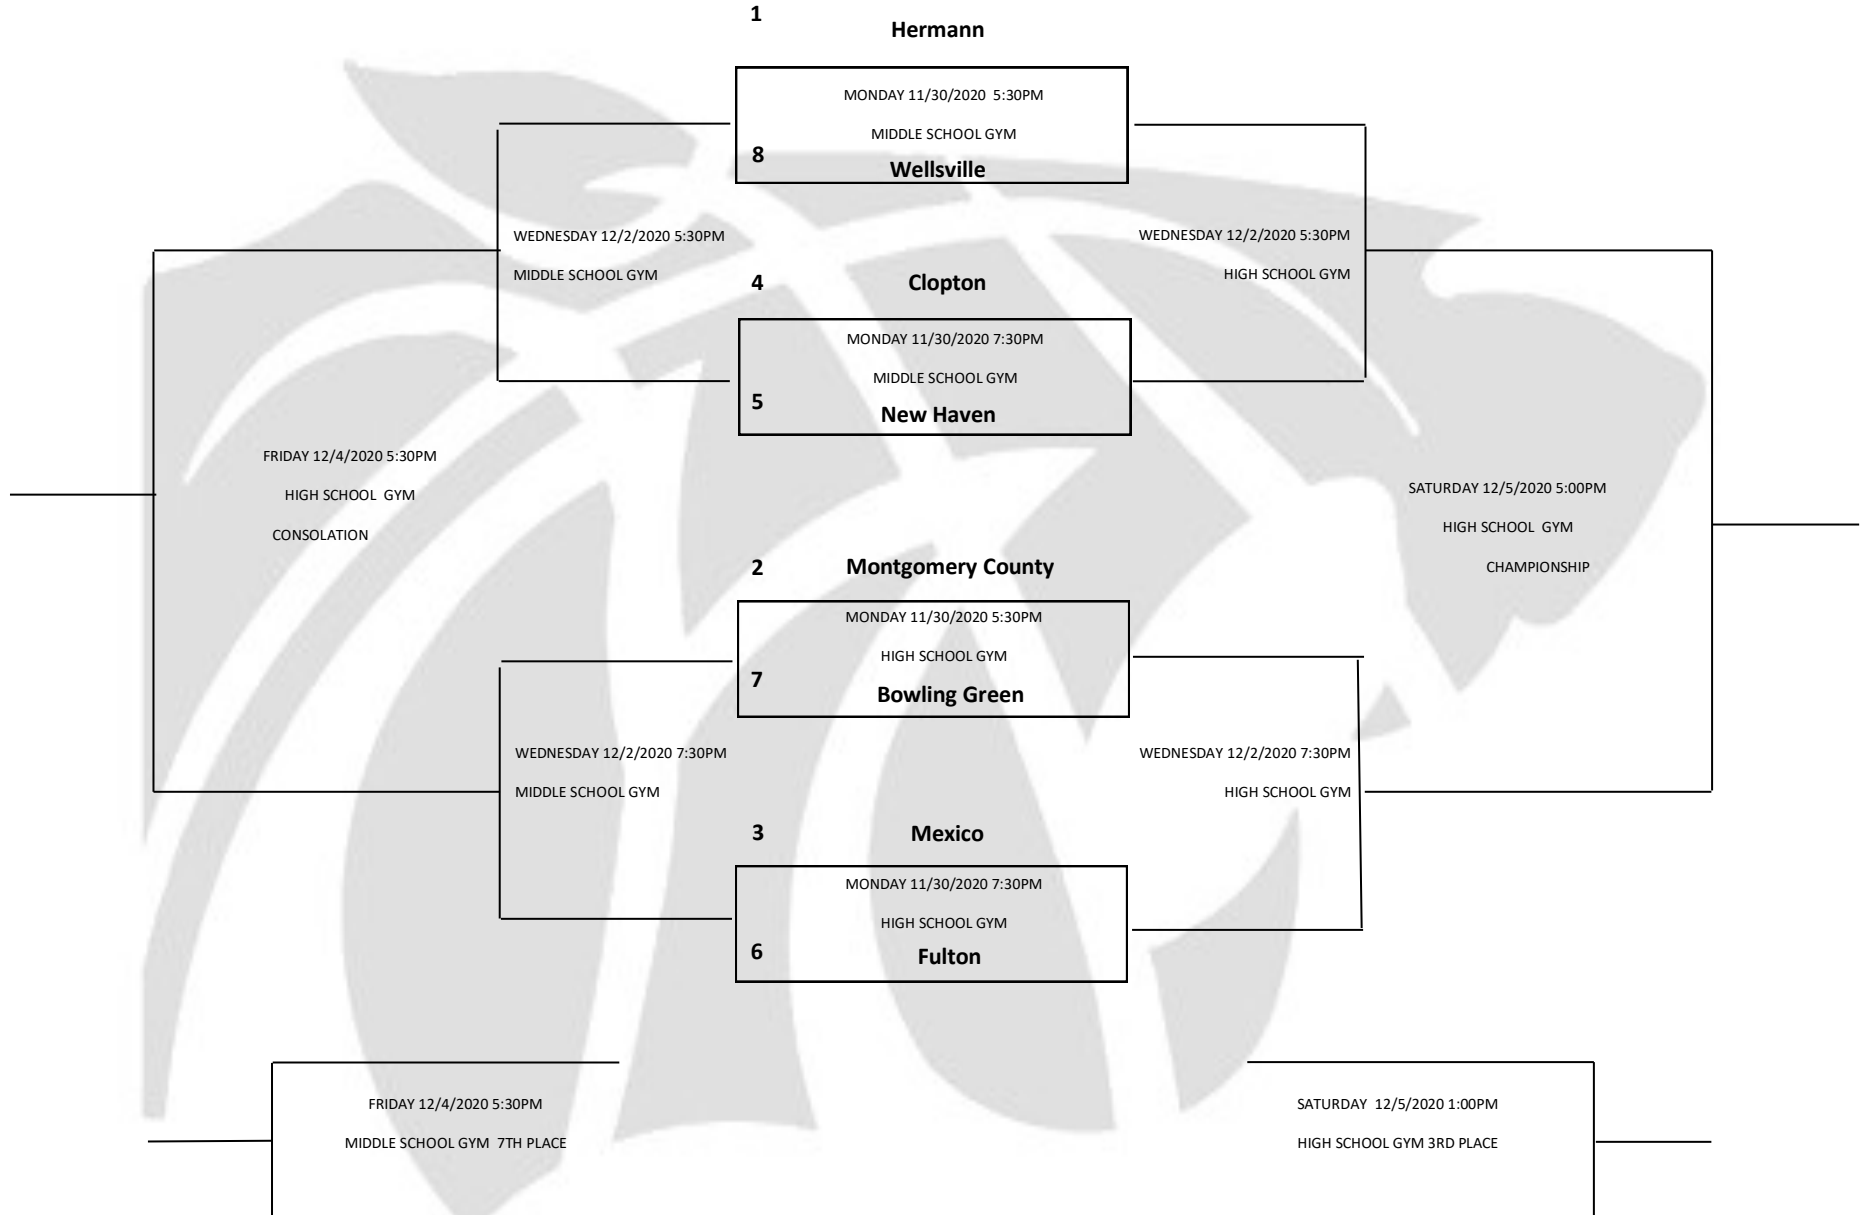 1
Hermann
MONDAY 11/30/2020 5:30PM
MIDDLE SCHOOL GYM
8
Wellsville
WEDNESDAY 12/2/2020 5:30PM
MIDDLE SCHOOL GYM
WEDNESDAY 12/2/2020 5:30PM
HIGH SCHOOL GYM
4
Clopton
MONDAY 11/30/2020 7:30PM
MIDDLE SCHOOL GYM
5
New Haven
FRIDAY 12/4/2020 5:30PM
HIGH SCHOOL GYM
CONSOLATION
SATURDAY 12/5/2020 5:00PM
HIGH SCHOOL GYM
CHAMPIONSHIP
2
Montgomery County
MONDAY 11/30/2020 5:30PM
HIGH SCHOOL GYM
7
Bowling Green
WEDNESDAY 12/2/2020 7:30PM
MIDDLE SCHOOL GYM
WEDNESDAY 12/2/2020 7:30PM
HIGH SCHOOL GYM
3
Mexico
MONDAY 11/30/2020 7:30PM
HIGH SCHOOL GYM
6
Fulton
FRIDAY 12/4/2020 5:30PM
MIDDLE SCHOOL GYM 7TH PLACE
SATURDAY 12/5/2020 1:00PM
HIGH SCHOOL GYM 3RD PLACE